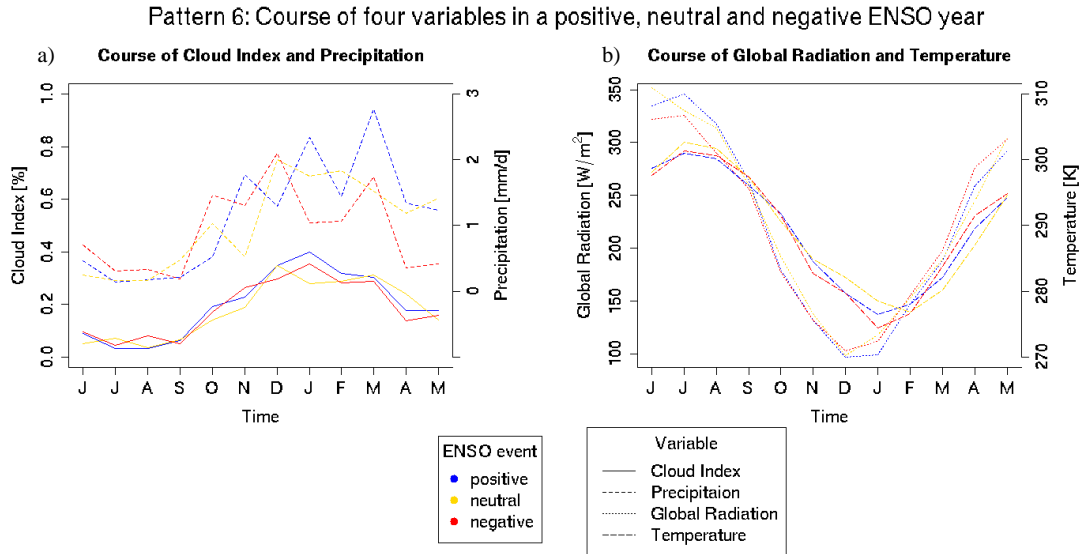 Pattern 6: Course of four variables in a positive, neutral and negative ENSO year
a)
Course of Cloud Index and Precipitation
Cloud Index [%]
1.0
0.8
0.6
0.4
0.2
0.0
3
2
1
0
Precipitation [mm/d]
J J A S O N D J F M A M
Time
b)
Course of Global Radiation and Temperature
Global Radiation [W/m²]
350
300
250
200
150
100
310
300
290
280
270
Temperature [K]
J J A S O N D J F M A M
Time
ENSO event
positive
neutral
negative
Variable
Cloud Index
Precipitaion
Global Radiation
Temperature